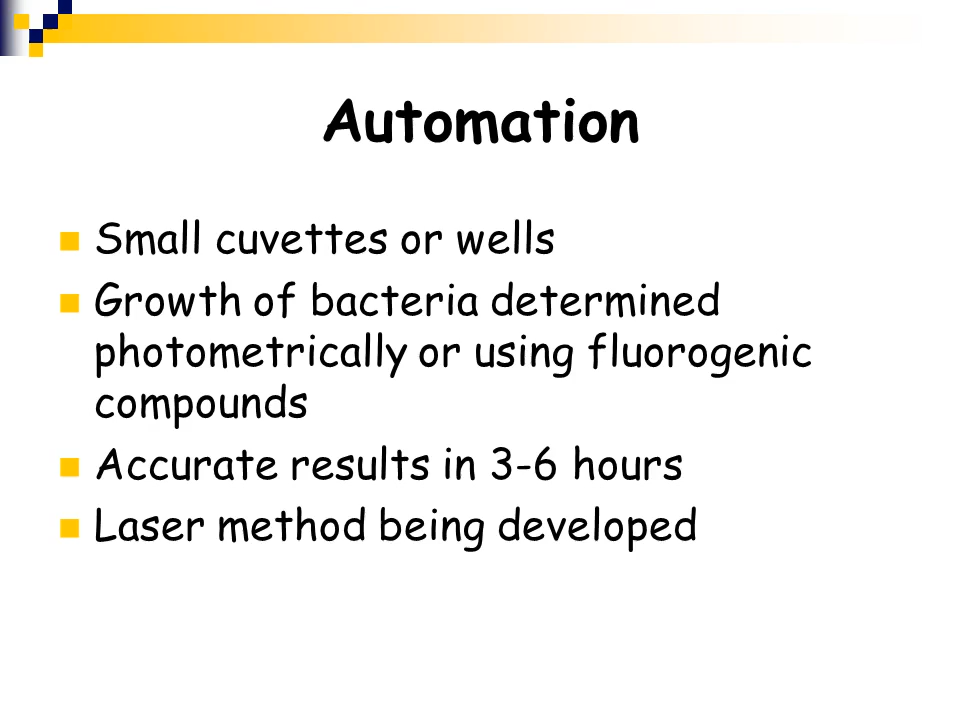 Automation
Small cuvettes or wells
Growth of bacteria determined
photometrically or using fluorogenic
compounds
Accurate results in 3-6 hours
Laser method being developed